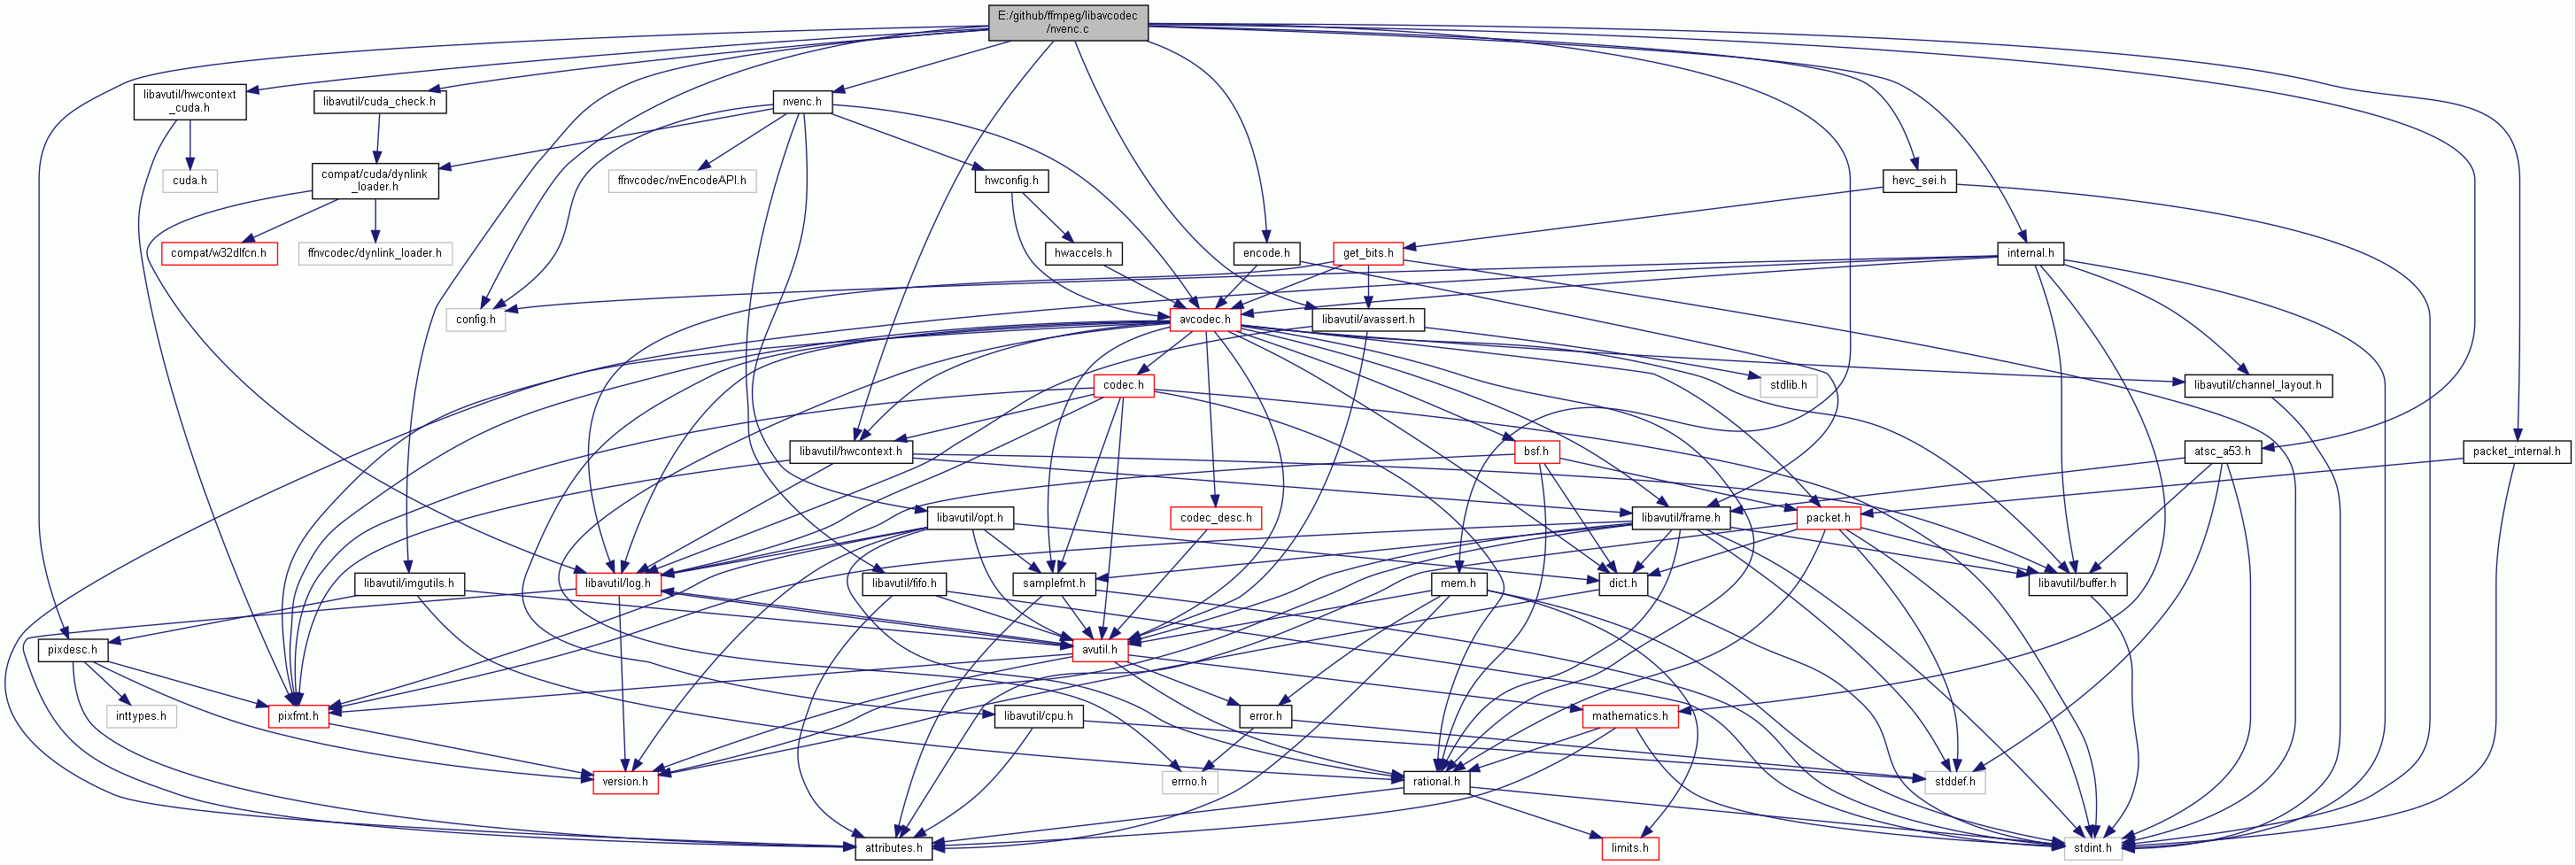 E:/github/ffmpeg/libavcodec
/nvenc.c
libavutil/hwcontext
_cuda.h
libavutil/cuda_check.h
nvenc.h
cuda.h
compat/cuda/dynlink
_loader.h
ffnvcodec/nvEncodeAPI.h
hwconfig.h
hevc_sei.h
compat/w32dlfcn.h
ffnvcodec/dynlink_loader.h
hwaccels.h
encode.h
get_bits.h
internal.h
config.h
avcodec.h
libavutil/avassert.h
codec.h
stdlib.h
libavutil/channel_layout.h
libavutil/hwcontext.h
bsf.h
atsc_a53.h
packet_internal.h
libavutil/opt.h
codec_desc.h
libavutil/frame.h
packet.h
libavutil/imgutils.h
libavutil/log.h
libavutil/fifo.h
samplefmt.h
mem.h
dict.h
libavutil/buffer.h
pixdesc.h
avutil.h
inttypes.h
pixfmt.h
libavutil/cpu.h
error.h
mathematics.h
version.h
errno.h
rational.h
stddef.h
attributes.h
limits.h
stdint.h